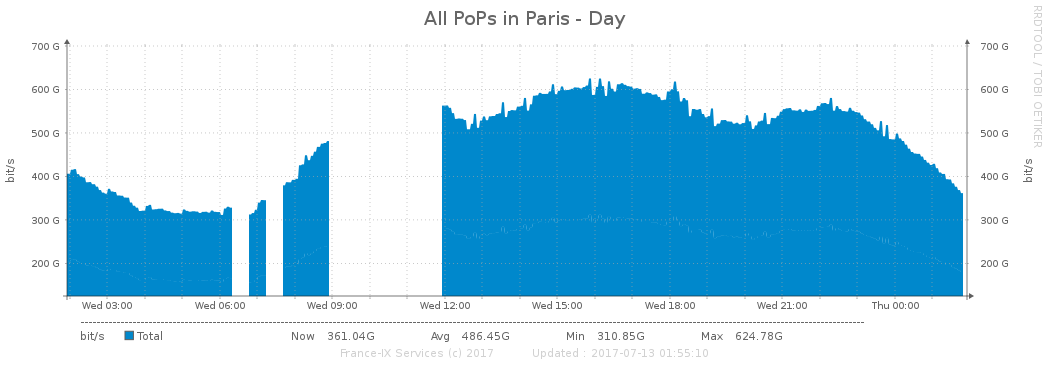 All PoPs in Paris - Day
RRDTOOL / TOBI OETIKER
700 G 700 G
600 G 600 G
500 G 500 G
400 G 400 G
300 G 300 G
200 G 200 G
bit/s
bit/s
Wed 03:00 Wed 06:00 Wed 09:00 Wed 12:00 Wed 15:00 Wed 18:00 Wed 21:00 Thu 00:00
bit/s Total Now 361.04G Avg 486.45G Min 310.85G Max 624.78G
France-IX Services (c) 2017 Updated : 2017-07-13 01:55:10